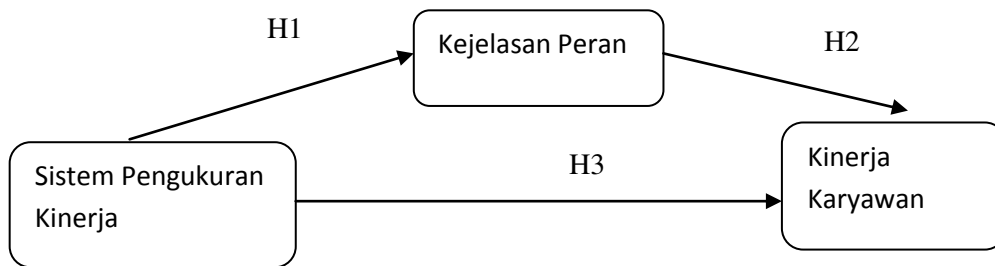 H1
Kejelasan Peran
H2
Sistem Pengukuran
Kinerja
H3
Kinerja
Karyawan